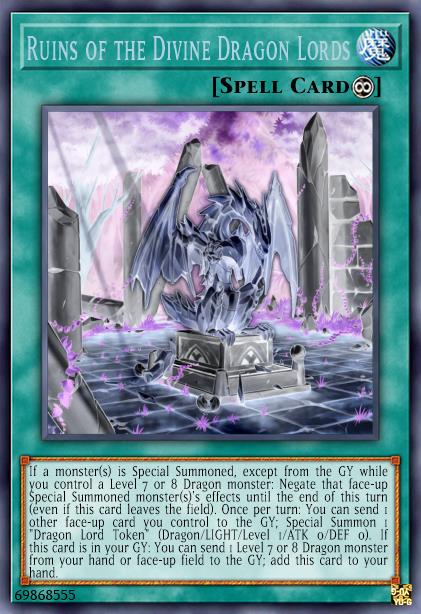 RUINS OF THE DIVINE DRAGON LORDS
魔
[SPELL CARD]
If a monster(s) is Special Summoned, except from the GY while
you control a Level 7 or 8 Dragon monster: Negate that face-up
Special Summoned monster(s)'s effects until the end of this turn
(even if this card leaves the field). Once per turn: You can send 1
other face-up card you control to the GY; Special Summon 1
"Dragon Lord Token" (Dragon/LIGHT/Level 1/ATK 0/DEF 0). If
this card is in your GY: You can send 1 Level 7 or 8 Dragon monster
from your hand or face-up field to the GY; add this card to your
hand.
69868555